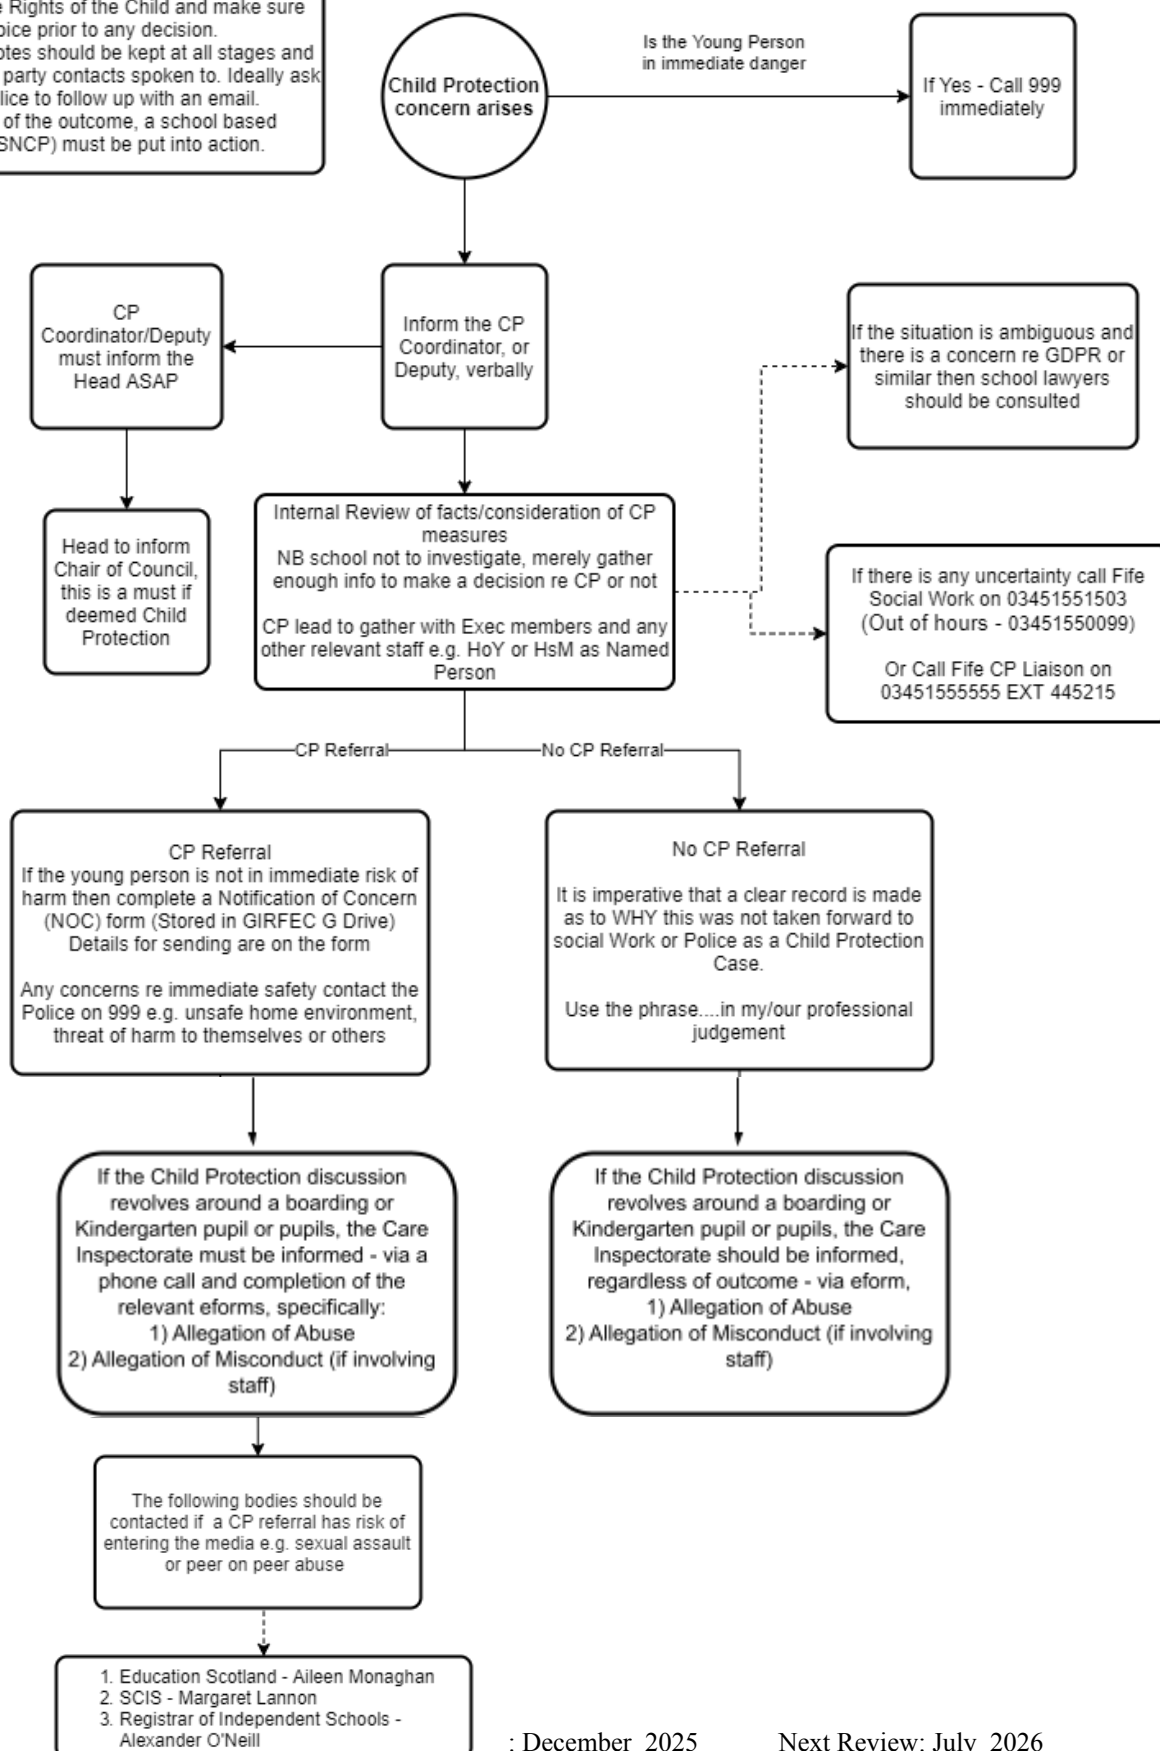 e Rights of the Child and make sure
oice prior to any decision.
otes should be kept at all stages and
party contacts spoken to. Ideally ask
lice to follow up with an email.
of the outcome, a school based
SNCP) must be put into action.
Child Protection
concern arises
Is the Young Person
in immediate danger
If Yes - Call 999
immediately
CP
Coordinator/Deputy
must inform the
Head ASAP
Inform the CP
Coordinator, or
Deputy, verbally
If the situation is ambiguous and
there is a concern re GDPR or
similar then school lawyers
should be consulted
Head to inform
Chair of Council,
this is a must if
deemed Child
Protection
Internal Review of facts/consideration of CP
measures
NB school not to investigate, merely gather
enough info to make a decision re CP or not
CP lead to gather with Exec members and any
other relevant staff e.g. HoY or HsM as Named
Person
If there is any uncertainty call Fife
Social Work on 03451551503
(Out of hours - 03451550099)
Or Call Fife CP Liaison on
03451555555 EXT 445215
CP Referral
No CP Referral
CP Referral
If the young person is not in immediate risk of
harm then complete a Notification of Concern
(NOC) form (Stored in GIRFEC G Drive)
Details for sending are on the form
Any concerns re immediate safety contact the
Police on 999 e.g. unsafe home environment,
threat of harm to themselves or others
No CP Referral
It is imperative that a clear record is made
as to WHY this was not taken forward to
social Work or Police as a Child Protection
Case.
Use the phrase....in my/our professional
judgement
If the Child Protection discussion
revolves around a boarding or
Kindergarten pupil or pupils, the Care
Inspectorate must be informed - via a
phone call and completion of the
relevant eforms, specifically:
1) Allegation of Abuse
2) Allegation of Misconduct (if involving
staff)
If the Child Protection discussion
revolves around a boarding or
Kindergarten pupil or pupils, the Care
Inspectorate should be informed,
regardless of outcome - via eform,
1) Allegation of Abuse
2) Allegation of Misconduct (if involving
staff)
The following bodies should be
contacted if a CP referral has risk of
entering the media e.g. sexual assault
or peer on peer abuse
1. Education Scotland - Aileen Monaghan
2. SCIS - Margaret Lannon
3. Registrar of Independent Schools -
Alexander O'Neill
: December 2025 Next Review: July 2026